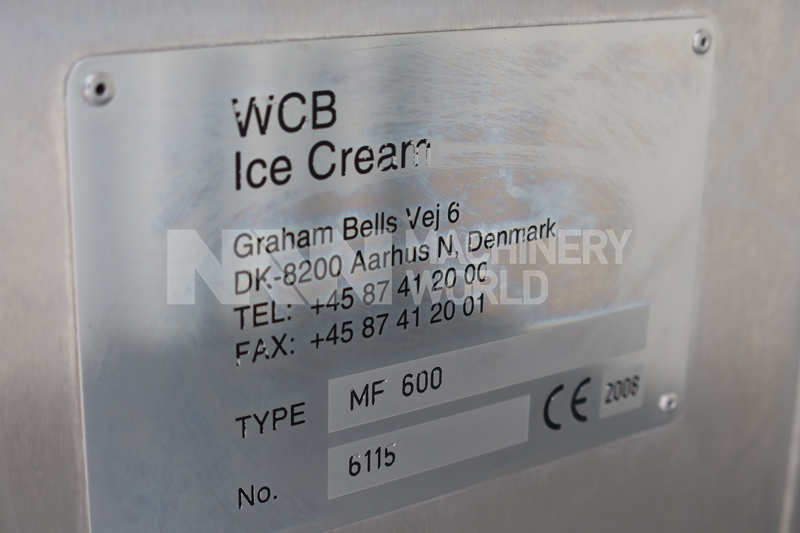 WCB
Ice Cream
Graham Bells Vej 6
DK-8200 Aarhus N, Denmark
TEL: +45 87 41 20 00
FAX: +45 87 41 20 01
MACHINERY
WORLD
TYPE MF 600
CE 2008
No. 6115